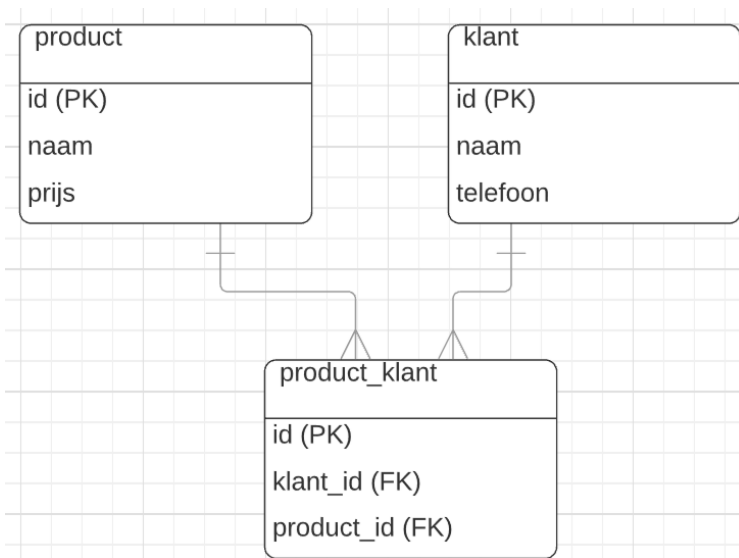 product
id (PK)
naam
prijs
klant
id (PK)
naam
telefoon
product_klant
id (PK)
klant_id (FK)
product_id (FK)